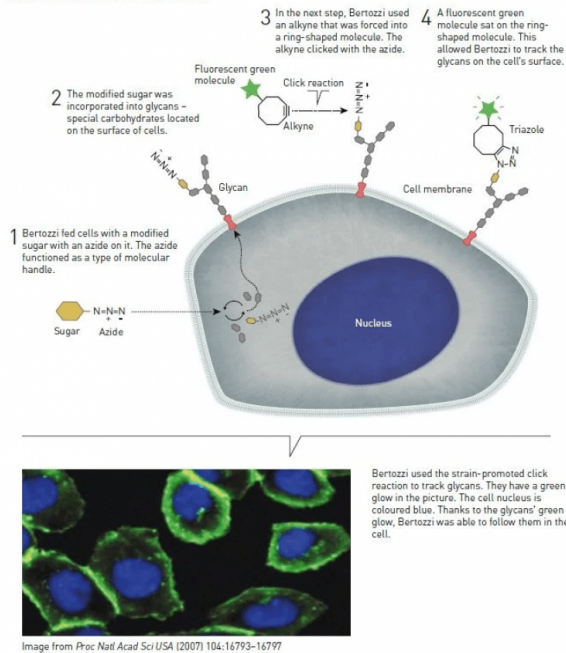 3 In the next step, Bertozzi used
an alkyne that was forced into
a ring-shaped molecule. The
alkyne clicked with the azide.
4 A fluorescent green
molecule sat on the ring-
shaped molecule. This
allowed Bertozzi to track the
glycans on the cell's surface.
Fluorescent green
molecule
Click reaction
Alkyne
N=N=N
+ -
2 The modified sugar was
incorporated into glycans –
special carbohydrates located
on the surface of cells.
N=N=N
- +
Glycan
Triazole
N-N
N
Cell membrane
1 Bertozzi fed cells with a modified
sugar with an azide on it. The azide
functioned as a type of molecular
handle.
N=N=N
+ -
Sugar
Azide
N=N=N
+ -
Nucleus
Bertozzi used the strain-promoted click
reaction to track glycans. They have a green
glow in the picture. The cell nucleus is
coloured blue. Thanks to the glycans' green
glow, Bertozzi was able to follow them in the
cell.
Image from Proc Natl Acad Sci USA (2007) 104:16793–16797